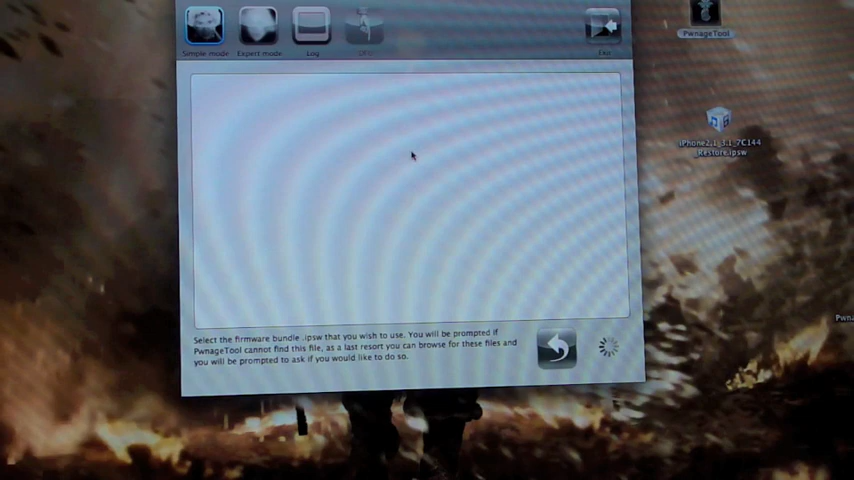 Simple mode
Expert mode
Log
Exit
PwnageTool
iPhone2,1_3.1_7C144
_Restore.ipsw
Select the firmware bundle .ipsw that you wish to use. You will be prompted if
PwnageTool cannot find this file, as a last resort you can browse for these files and
you will be prompted to ask if you would like to do so.
Pwna